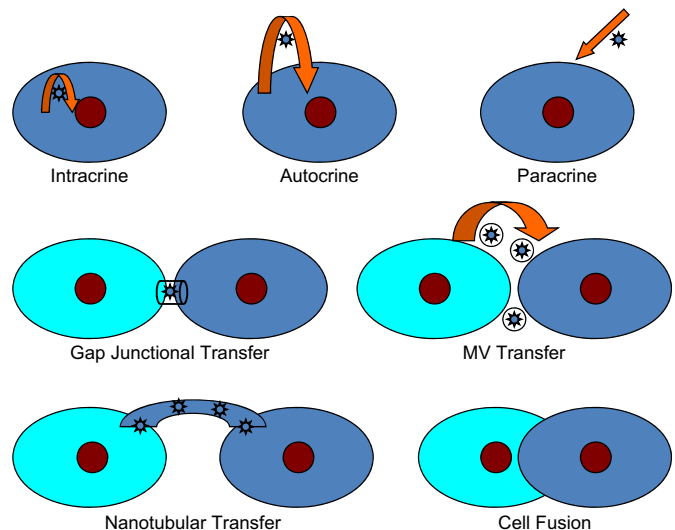 Intracrine
Autocrine
Paracrine
Gap Junctional Transfer
MV Transfer
Nanotubular Transfer
Cell Fusion